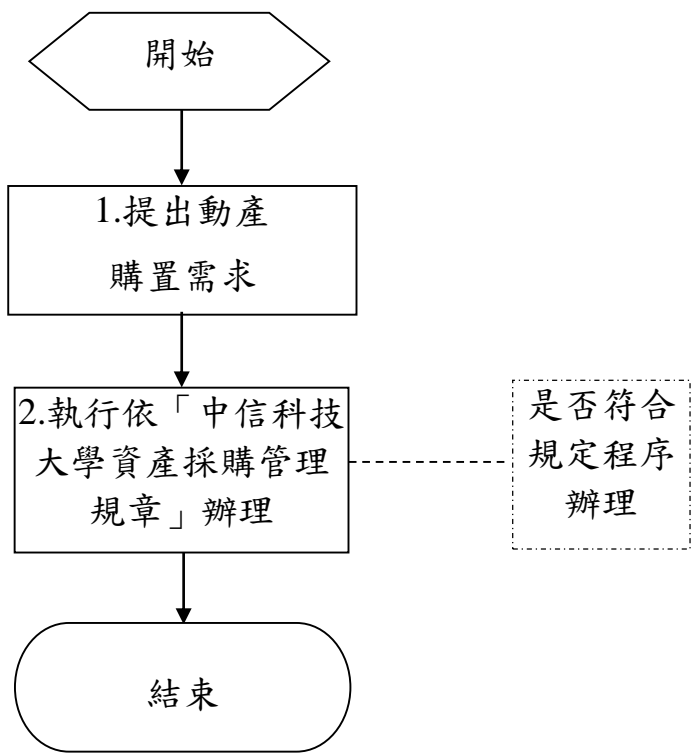 開始
1.提出動產
購置需求
2.執行依「中信科技
大學資產採購管理
規章」辦理
是否符合
規定程序
辦理
結束